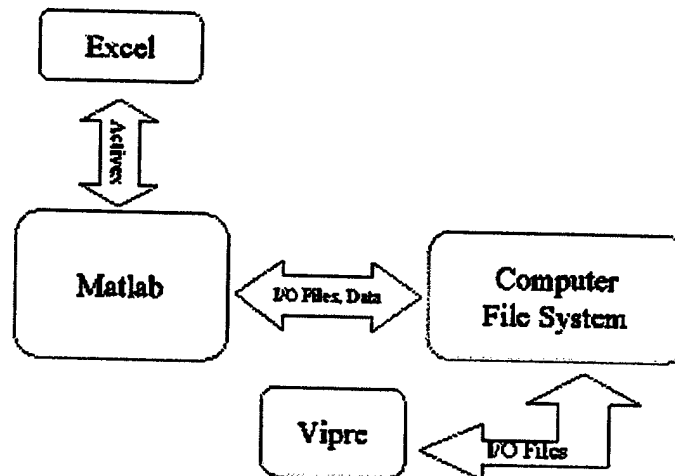 Excel
Activex
Matlab
I/O Files, Data
Computer
File System
Vipre
I/O Files